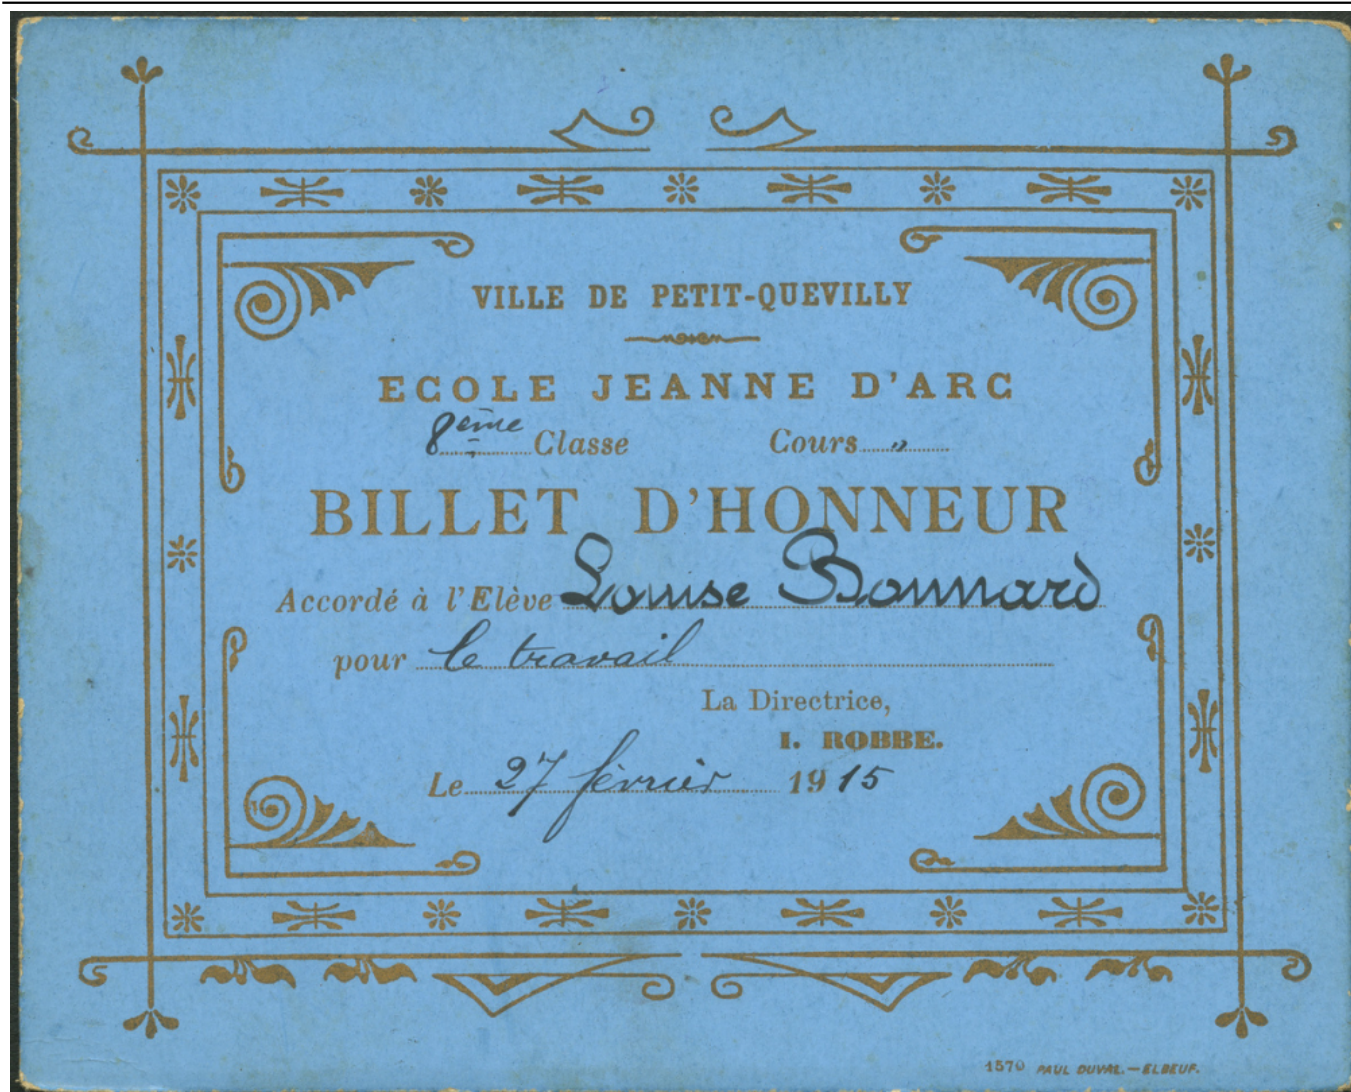 VILLE DE PETIT-QUEVILLY
ECOLE JEANNE D'ARC
8ème Classe Cours "
BILLET D'HONNEUR
Accordé à l'Elève Louise Bonnard
pour le travail
La Directrice,
I. ROBBE.
Le 27 février 1915
1570 PAUL DUVAL.—ELBEUF.